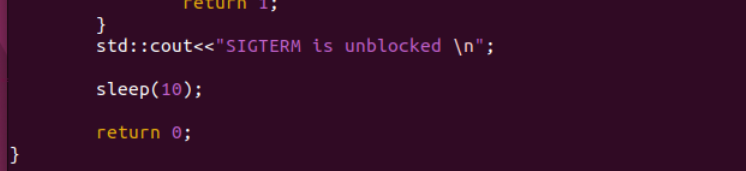 return 1;
}
std::cout<<"SIGTERM is unblocked \n";
sleep(10);
return 0;
}